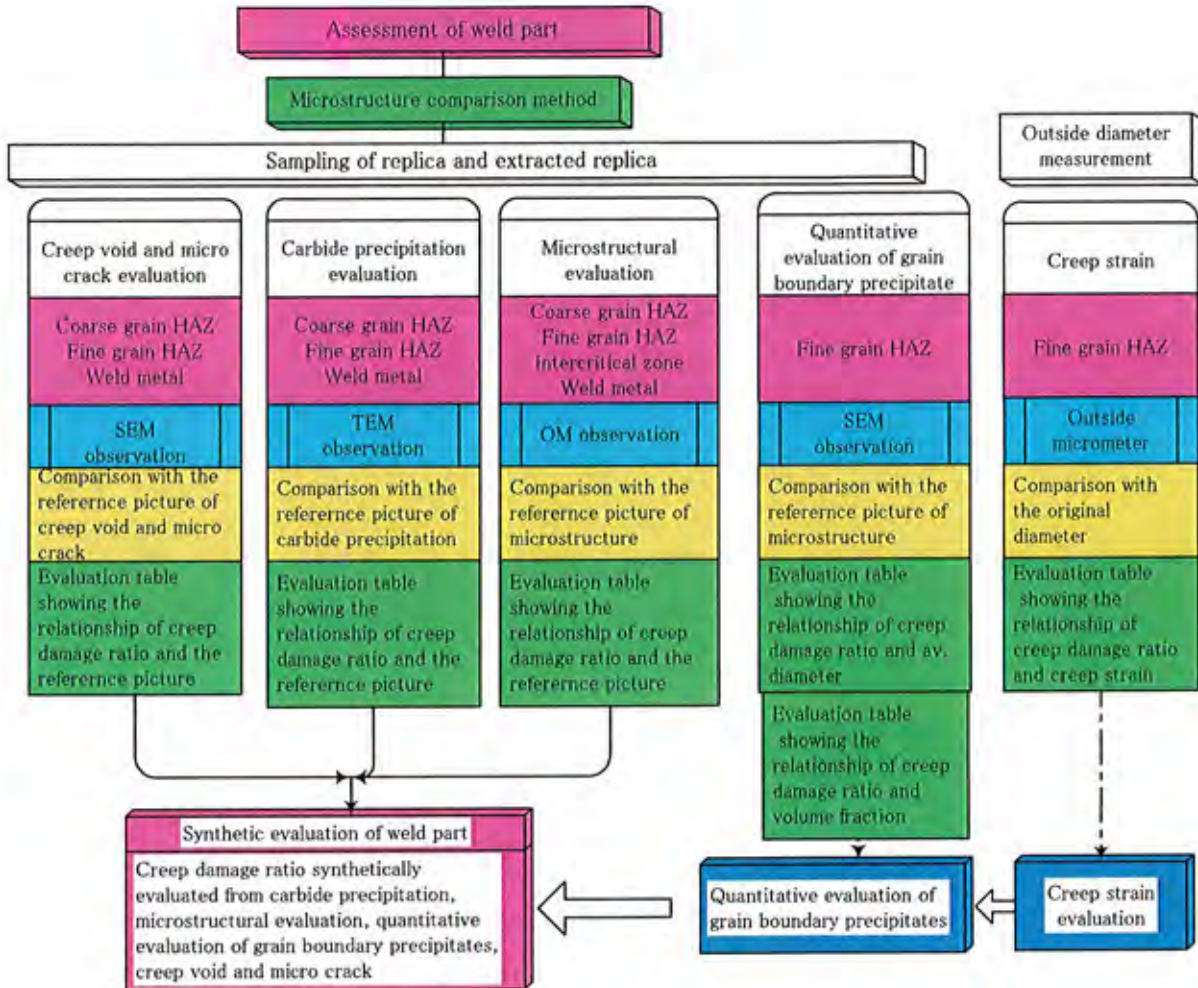 Assessment of weld part
Microstructure comparison method
Sampling of replica and extracted replica
Outside diameter
measurement
Creep void and micro
crack evaluation
Coarse grain HAZ
Fine grain HAZ
Weld metal
SEM
observation
Comparison with the
refrernce picture of
creep void and micro
crack
Evaluation table
showing the
relationship of creep
damage ratio and the
refrernce picture
Carbide precipitation
evaluation
Coarse grain HAZ
Fine grain HAZ
Weld metal
TEM
observation
Comparison with the
refrernce picture of
carbide precipitation
Evaluation table
showing the
relationship of creep
damage ratio and the
refrernce picture
Microstructural
evaluation
Coarse grain HAZ
Fine grain HAZ
Intercritical zone
Weld metal
OM observation
Comparison with the
refrernce picture of
microstructure
Evaluation table
showing the
relationship of creep
damage ratio and the
refrernce picture
Quantitative
evaluation of grain
boundary precipitate
Fine grain HAZ
SEM
observation
Comparison with the
refrernce picture of
microstructure
Evaluation table
showing the
relationship of creep
damage ratio and av.
diameter
Evaluation table
showing the
relationship of creep
damage ratio and
volume fraction
Creep strain
Fine grain HAZ
Outside
micrometer
Comparison with
the original
diameter
Evaluation table
showing the
relationship of
creep damage ratio
and creep strain
Synthetic evaluation of weld part
Creep damage ratio synthetically
evaluated from carbide precipitation,
microstructural evaluation, quantitative
evaluation of grain boundary precipitates,
creep void and micro crack
Quantitative evaluation of
grain boundary precipitates
Creep strain
evaluation